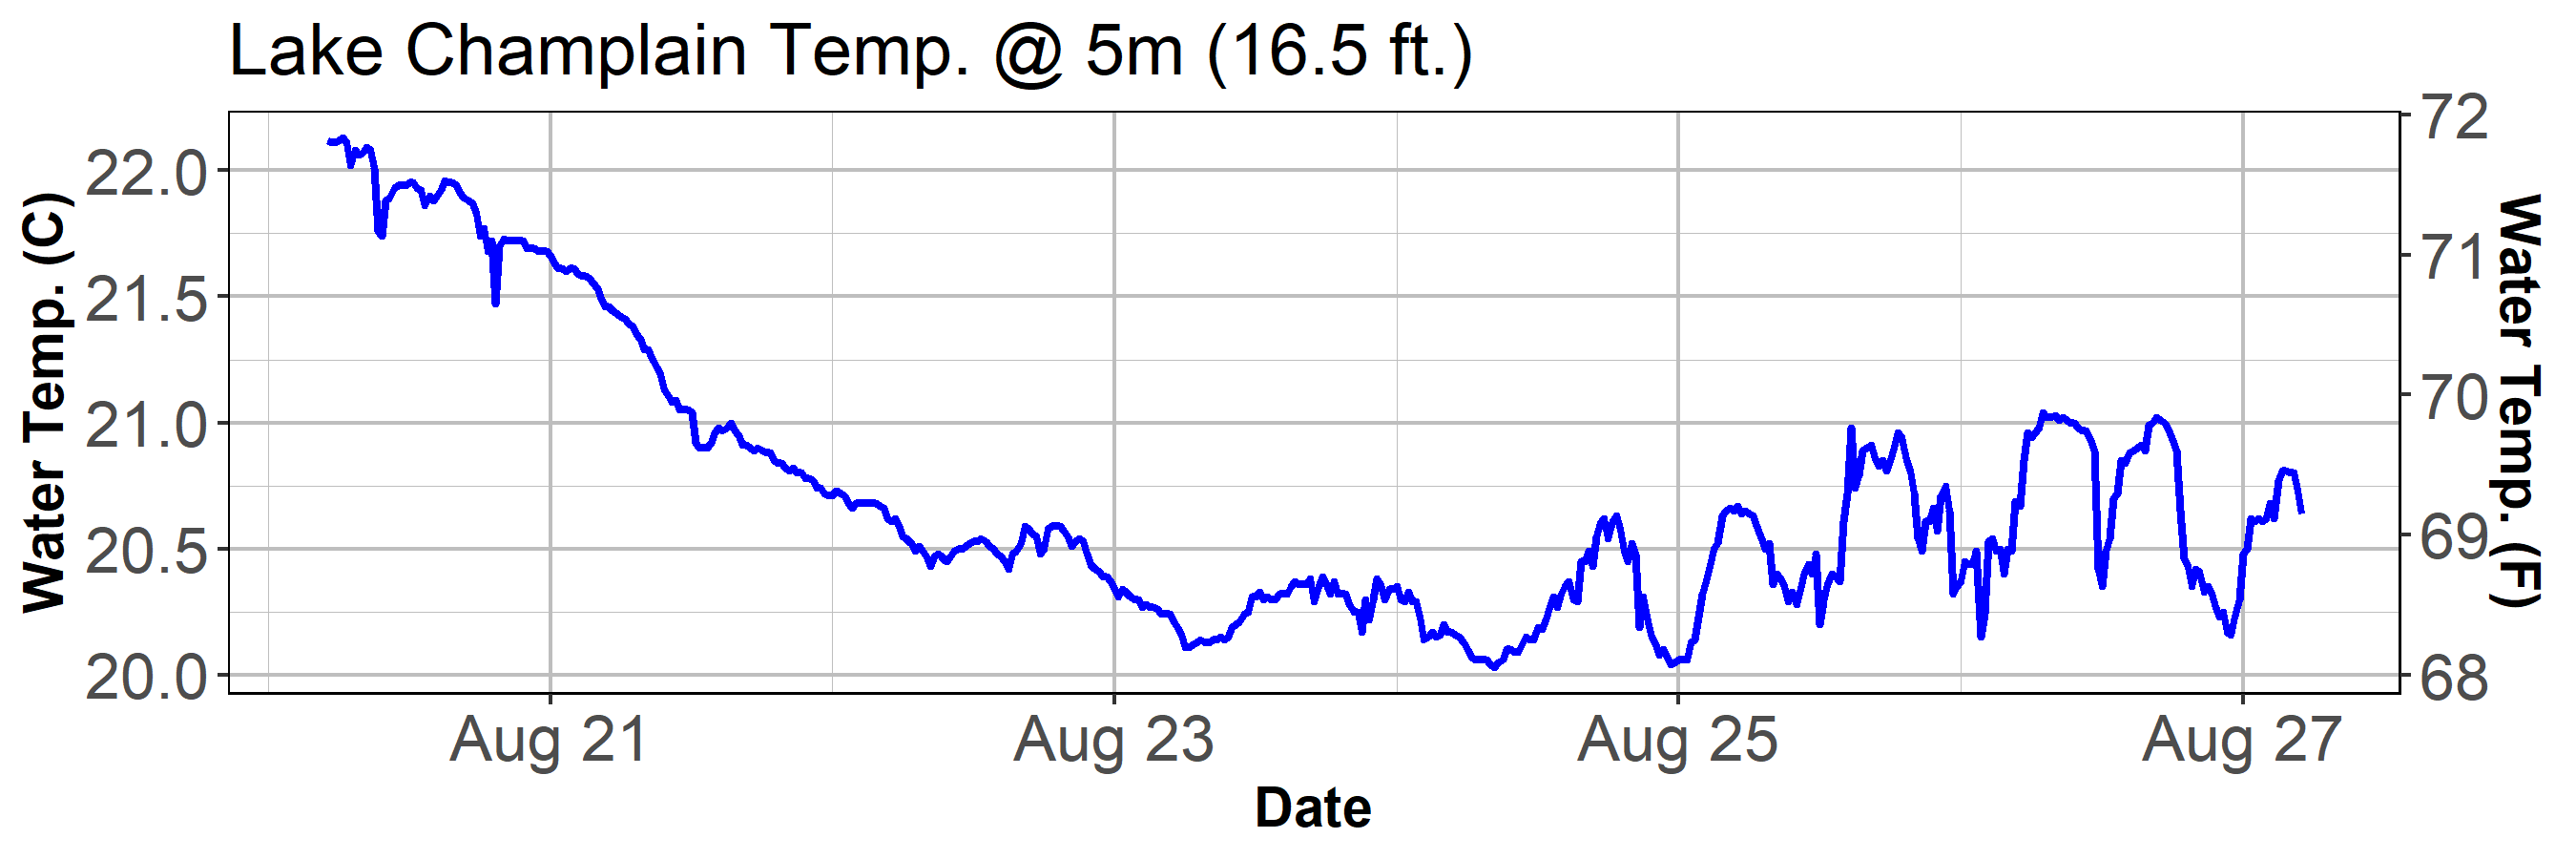 Lake Champlain Temp. @ 5m (16.5 ft.)
Water Temp. (C)
22.0
21.5
21.0
20.5
20.0
72
71
70
69
68
Water Temp. (F)
Aug 21 Aug 23 Aug 25 Aug 27
Date